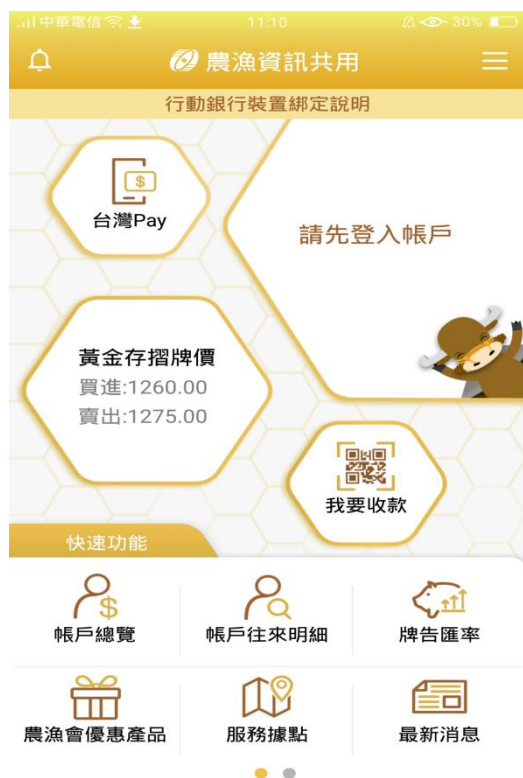 中華電信
11:10
30%
農漁資訊共用
行動銀行裝置綁定說明
$
台灣Pay
請先登入帳戶
黃金存摺牌價
買進:1260.00
賣出:1275.00
我要收款
快速功能
$
帳戶總覽
帳戶往來明細
牌告匯率
農漁會優惠產品
服務據點
最新消息